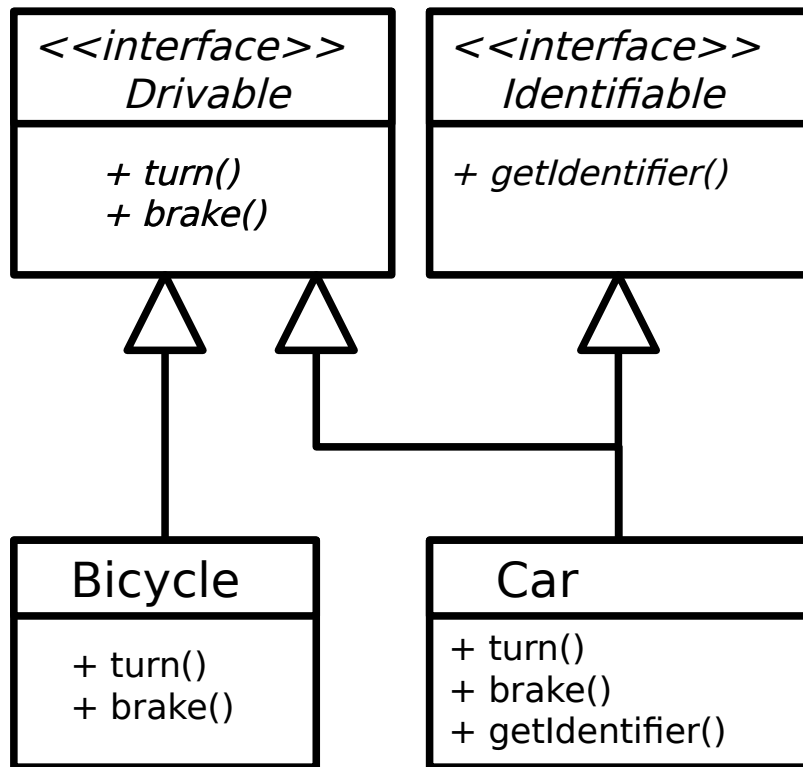 <<interface>>
Drivable
+ turn()
+ brake()
<<interface>>
Identifiable
+ getIdentifier()
Bicycle
+ turn()
+ brake()
Car
+ turn()
+ brake()
+ getIdentifier()